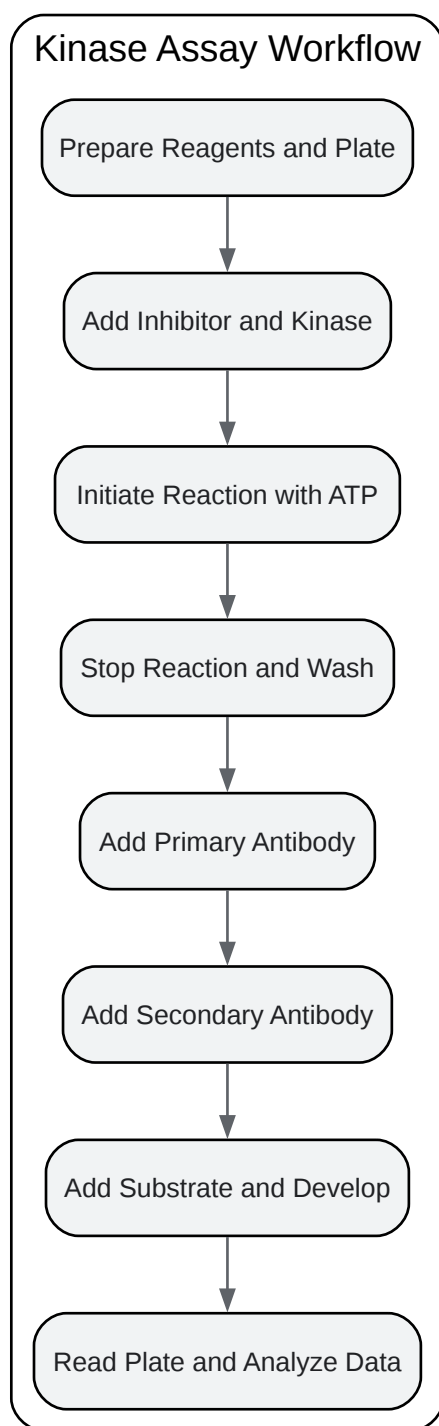 Kinase Assay Workflow
Prepare Reagents and Plate
Add Inhibitor and Kinase
Initiate Reaction with ATP
Stop Reaction and Wash
Add Primary Antibody
Add Secondary Antibody
Add Substrate and Develop
Read Plate and Analyze Data